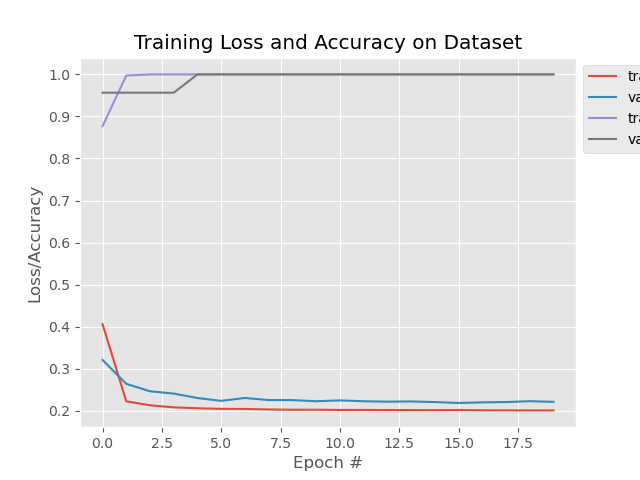 Training Loss and Accuracy on Dataset
Loss/Accuracy
1.0
0.9
0.8
0.7
0.6
0.5
0.4
0.3
0.2
0.0 2.5 5.0 7.5 10.0 12.5 15.0 17.5
Epoch #
tra
va
tra
va